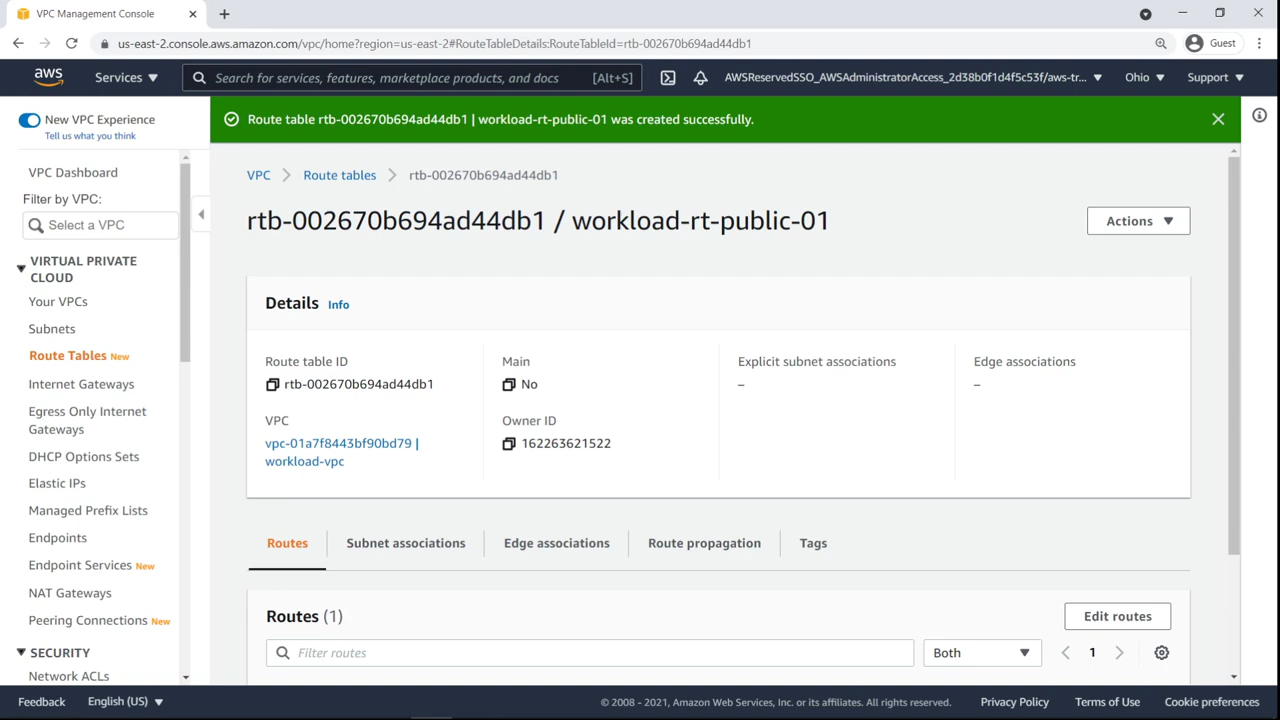 VPC Management Console
us-east-2.console.aws.amazon.com/vpc/home?region=us-east-2#RouteTableDetails:RouteTableId=rtb-002670b694ad44db1
Guest
aws
Services
Search for services, features, marketplace products, and docs
[Alt+S]
AWSReservedSSO_AWSAdministratorAccess_2d38b0f1d4f5c53f/aws-tr...
Ohio
Support
New VPC Experience
Tell us what you think
VPC Dashboard
Filter by VPC:
Select a VPC
VIRTUAL PRIVATE
CLOUD
Your VPCs
Subnets
Route Tables New
Internet Gateways
Egress Only Internet
Gateways
DHCP Options Sets
Elastic IPs
Managed Prefix Lists
Endpoints
Endpoint Services New
NAT Gateways
Peering Connections New
SECURITY
Network ACLs
Route table rtb-002670b694ad44db1 | workload-rt-public-01 was created successfully.
VPC
Route tables
rtb-002670b694ad44db1
rtb-002670b694ad44db1 / workload-rt-public-01
Actions
Details Info
Route table ID
rtb-002670b694ad44db1
Main
No
Explicit subnet associations
–
Edge associations
–
VPC
vpc-01a7f8443bf90bd79 |
workload-vpc
Owner ID
162263621522
Routes
Subnet associations
Edge associations
Route propagation
Tags
Routes (1)
Edit routes
Filter routes
Both
1
Feedback
English (US)
© 2008 - 2021, Amazon Web Services, Inc. or its affiliates. All rights reserved.
Privacy Policy
Terms of Use
Cookie preferences